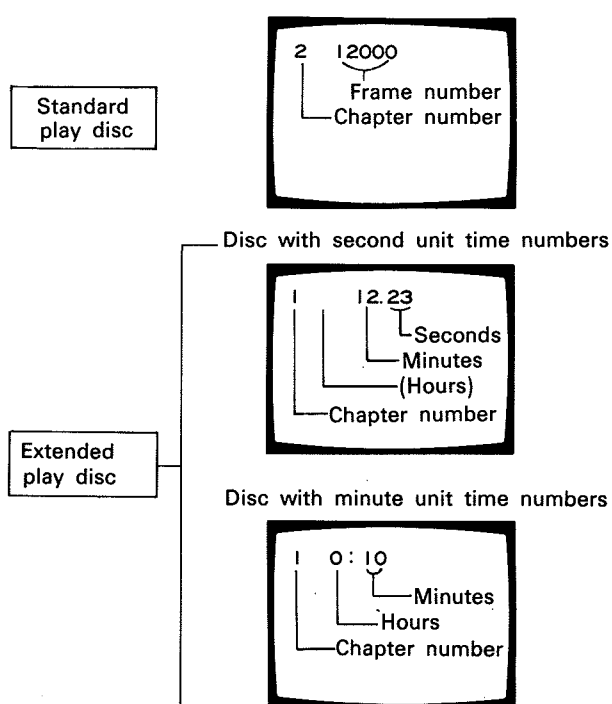 2 12000
Frame number
Chapter number
Standard
play disc
Disc with second unit time numbers
1 12.23
Seconds
Minutes
(Hours)
Chapter number
Extended
play disc
Disc with minute unit time numbers
1 0:10
Minutes
Hours
Chapter number